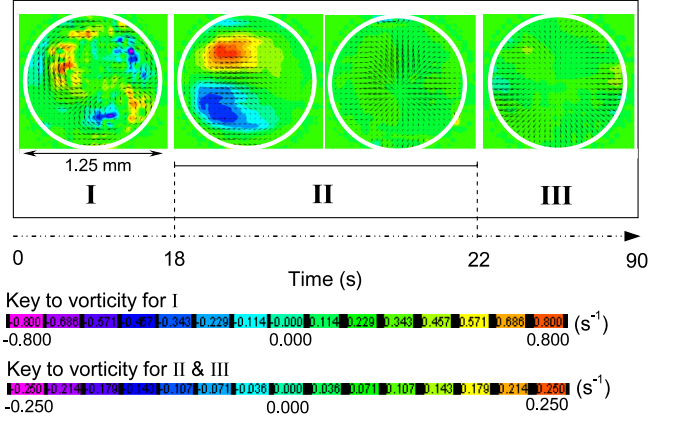 1.25 mm
I II III
0 18 22 90
Time (s)
Key to vorticity for I
-0.800 -0.686 -0.571 -0.457 -0.343 -0.229 -0.114 -0.000 0.114 0.229 0.343 0.457 0.571 0.686 0.800 (s-1)
-0.800 0.000 0.800
Key to vorticity for II & III
-0.250 -0.214 -0.179 -0.143 -0.107 -0.071 -0.036 0.000 0.036 0.071 0.107 0.143 0.179 0.214 0.250 (s-1)
-0.250 0.000 0.250